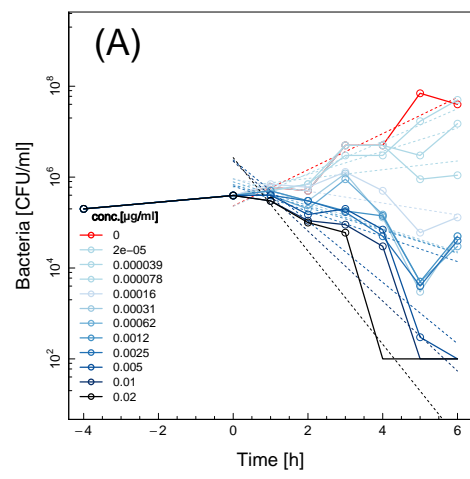 (A)
Bacteria [CFU/ml]
10^8
10^6
10^4
10^2
conc.[µg/ml]
0
2e-05
0.000039
0.000078
0.00016
0.00031
0.00062
0.0012
0.0025
0.005
0.01
0.02
−4 −2 0 2 4 6
Time [h]